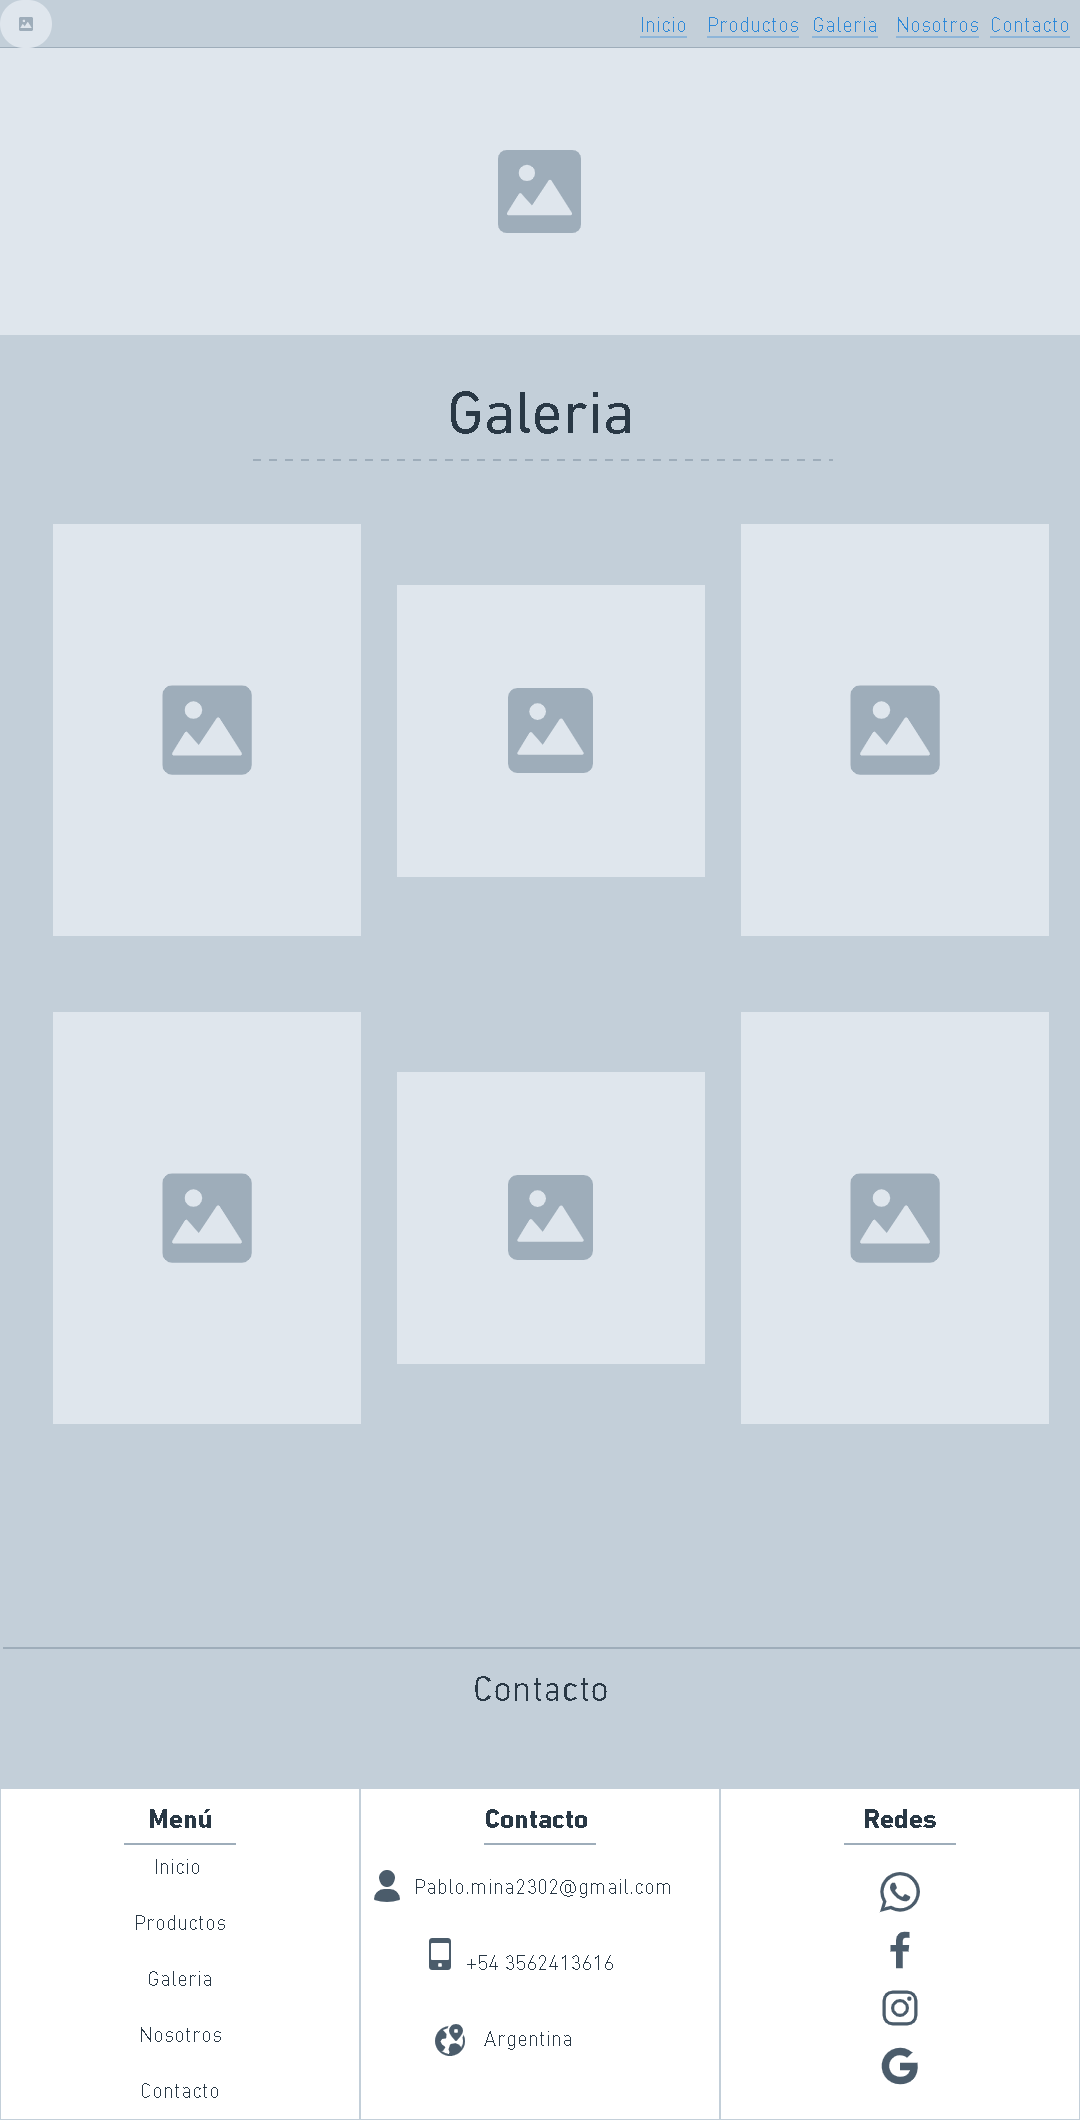 Inicio Productos Galeria Nosotros Contacto
Galeria
Contacto
Menú
Inicio
Productos
Galeria
Nosotros
Contacto
Contacto
Pablo.mina2302@gmail.com
+54 3562413616
Argentina
Redes